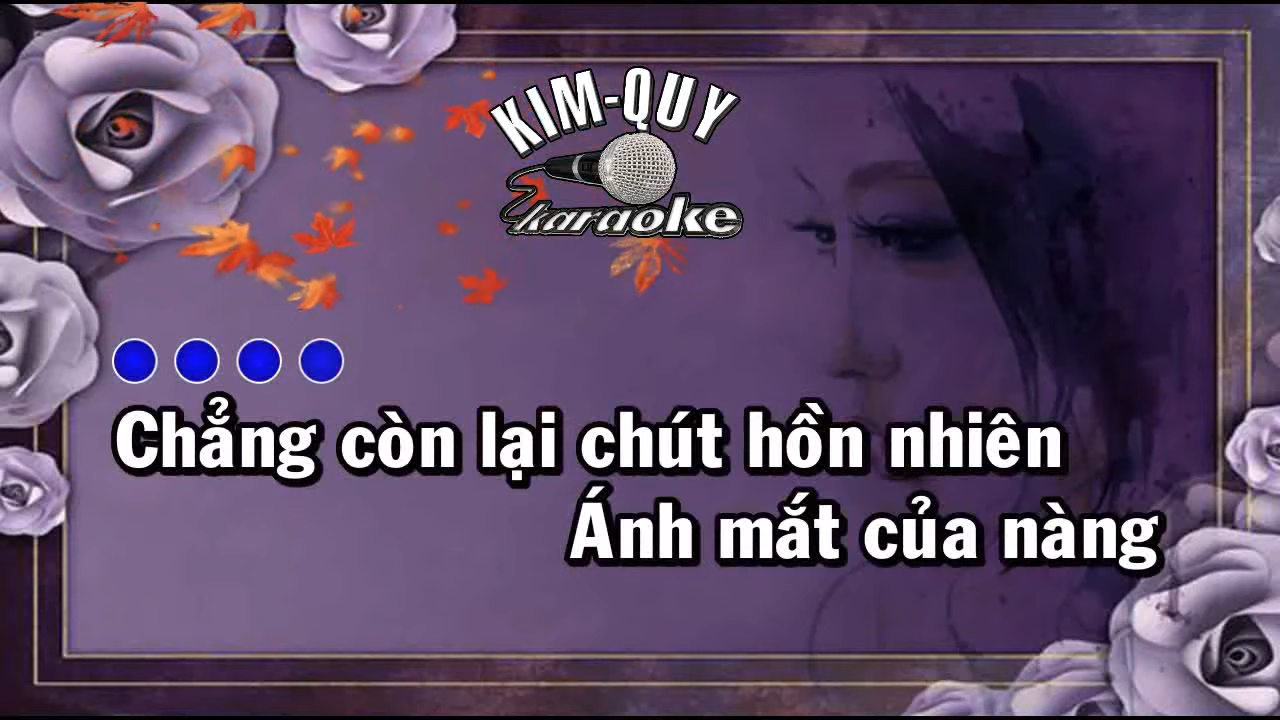 KIM-QUY
karaoke
Chẳng còn lại chút hồn nhiên
Ánh mắt của nàng